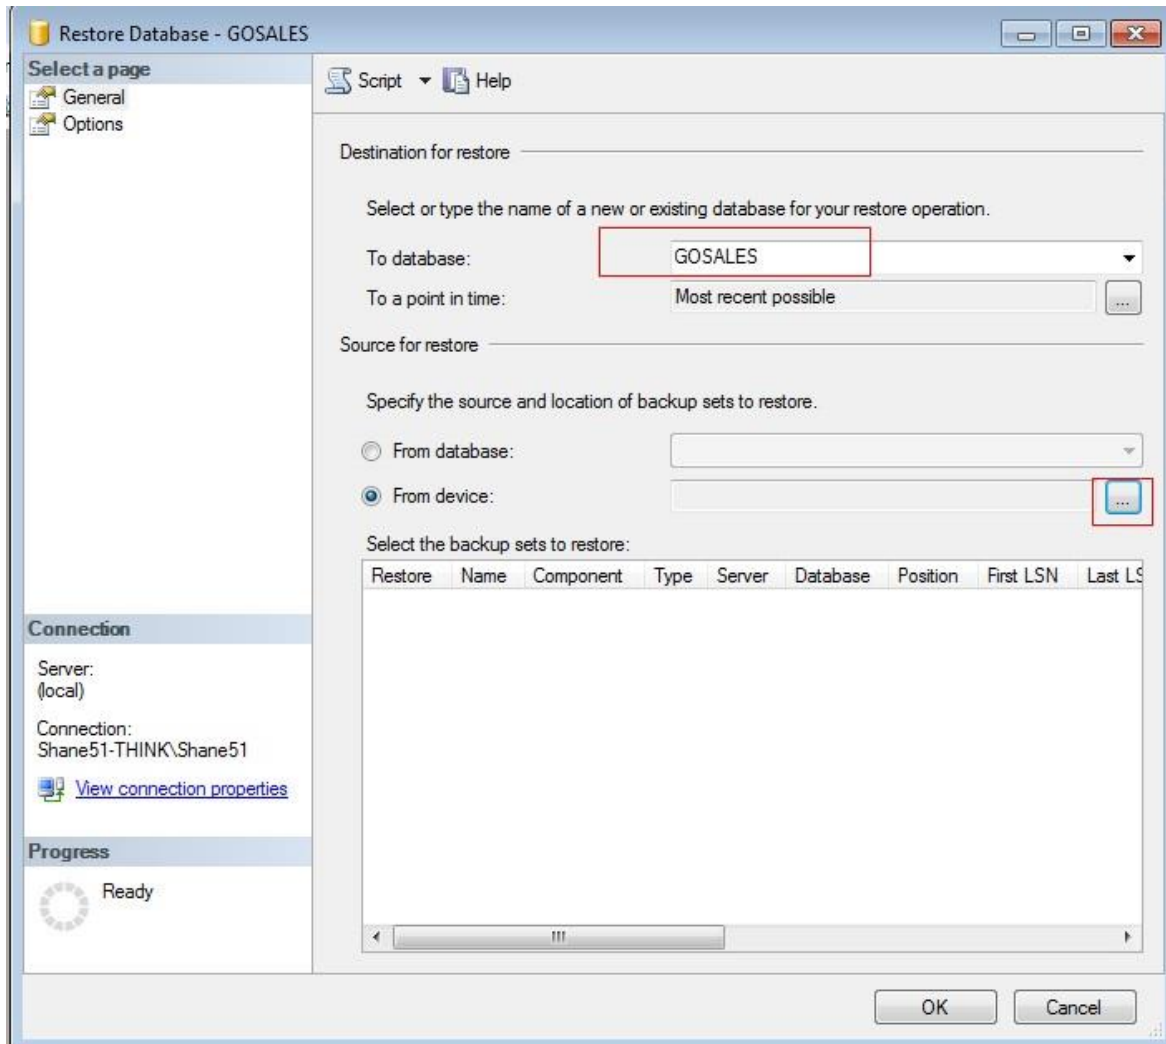 Restore Database - GOSALES
Select a page
General
Options
Script
Help
Destination for restore
Select or type the name of a new or existing database for your restore operation.
To database:
GOSALES
To a point in time:
Most recent possible
...
Source for restore
Specify the source and location of backup sets to restore.
From database:
From device:
...
Select the backup sets to restore:
Restore Name Component Type Server Database Position First LSN Last LS
Connection
Server:
(local)
Connection:
Shane51-THINK\Shane51
View connection properties
Progress
Ready
OK
Cancel